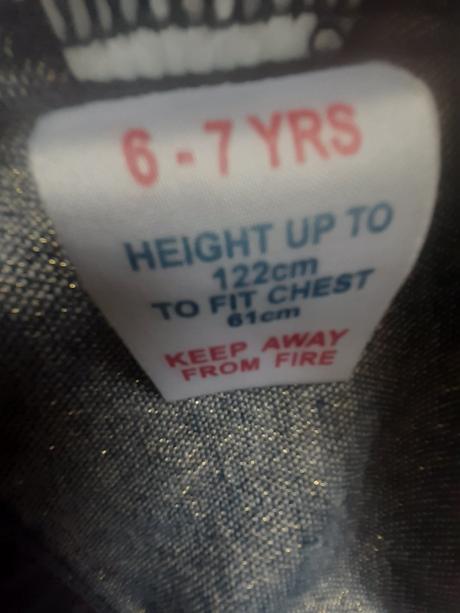 6 - 7 YRS
HEIGHT UP TO
122cm
TO FIT CHEST
61cm
KEEP AWAY
FROM FIRE